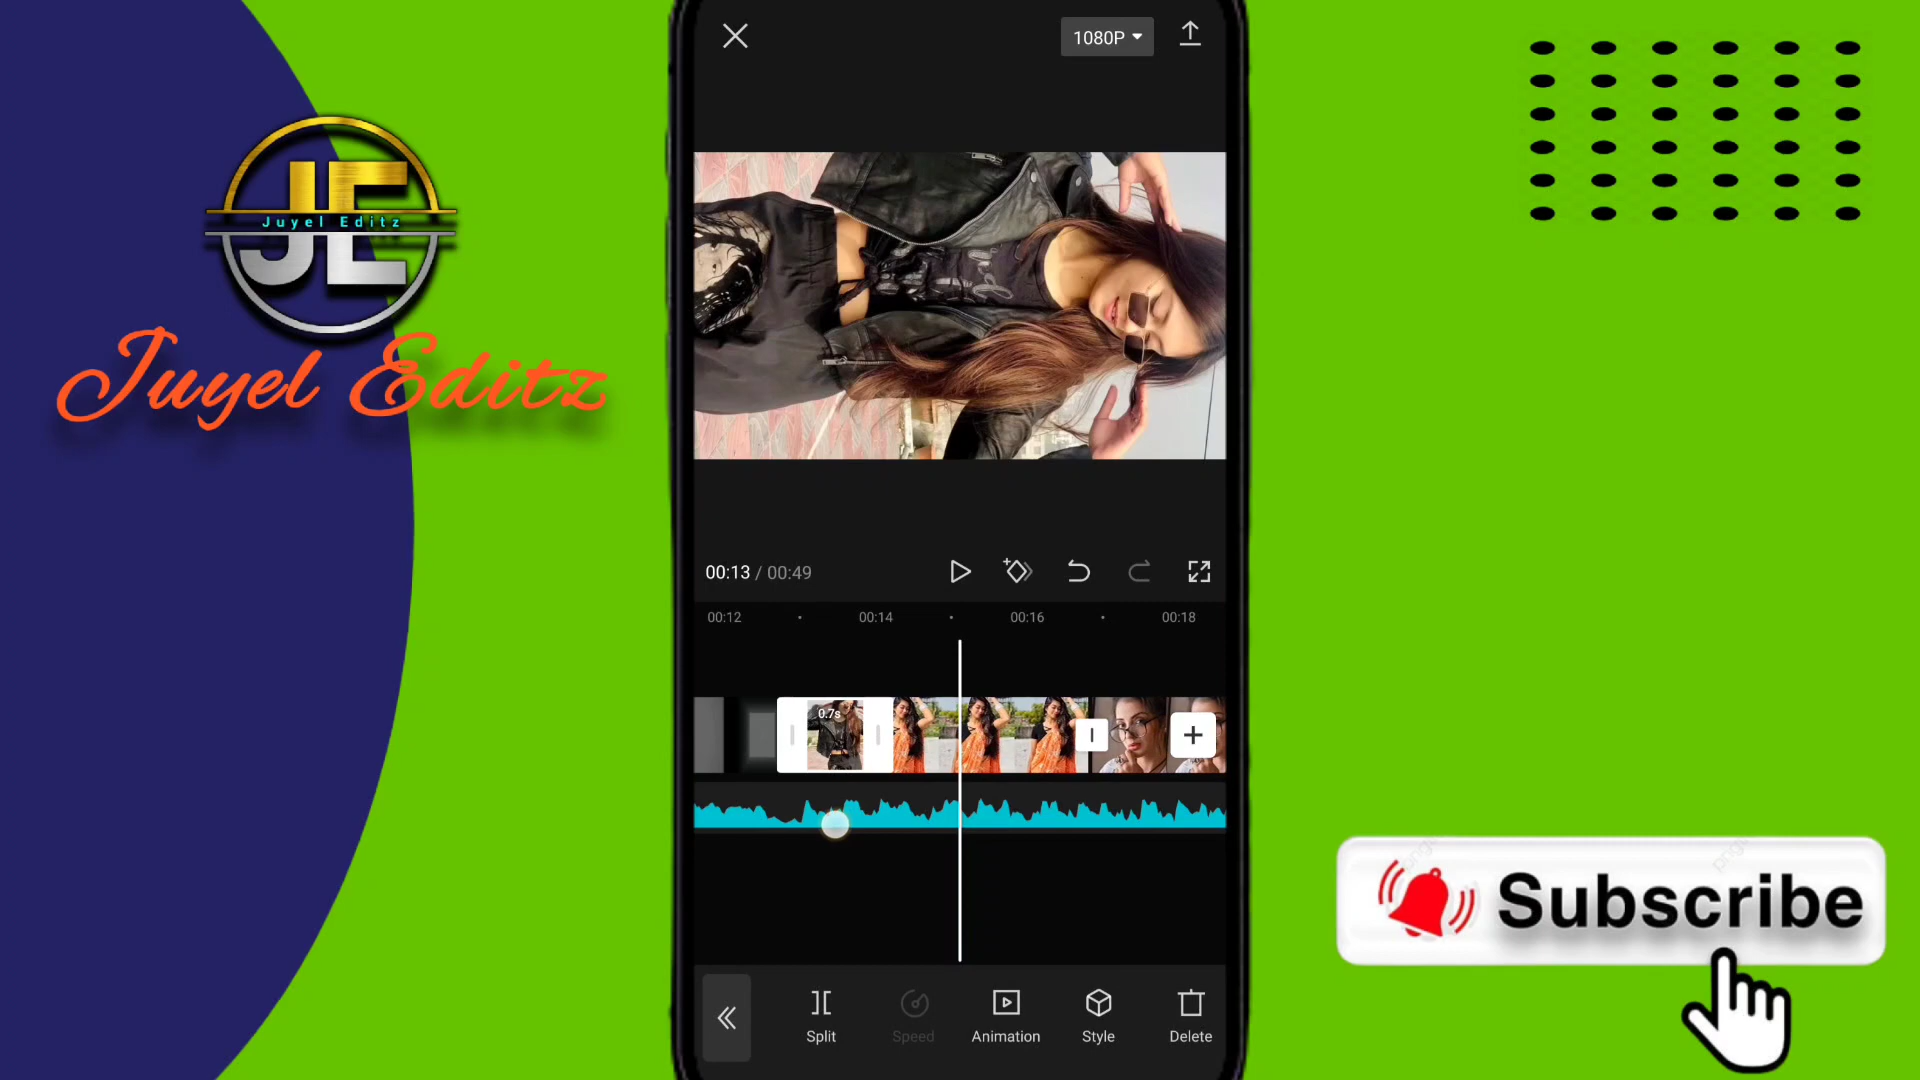 1080P
JE
Juyel Editz
Juyel Editz
00:13 / 00:49
00:12 00:14 00:16 00:18
0.7s
Split Speed Animation Style Delete
Subscribe